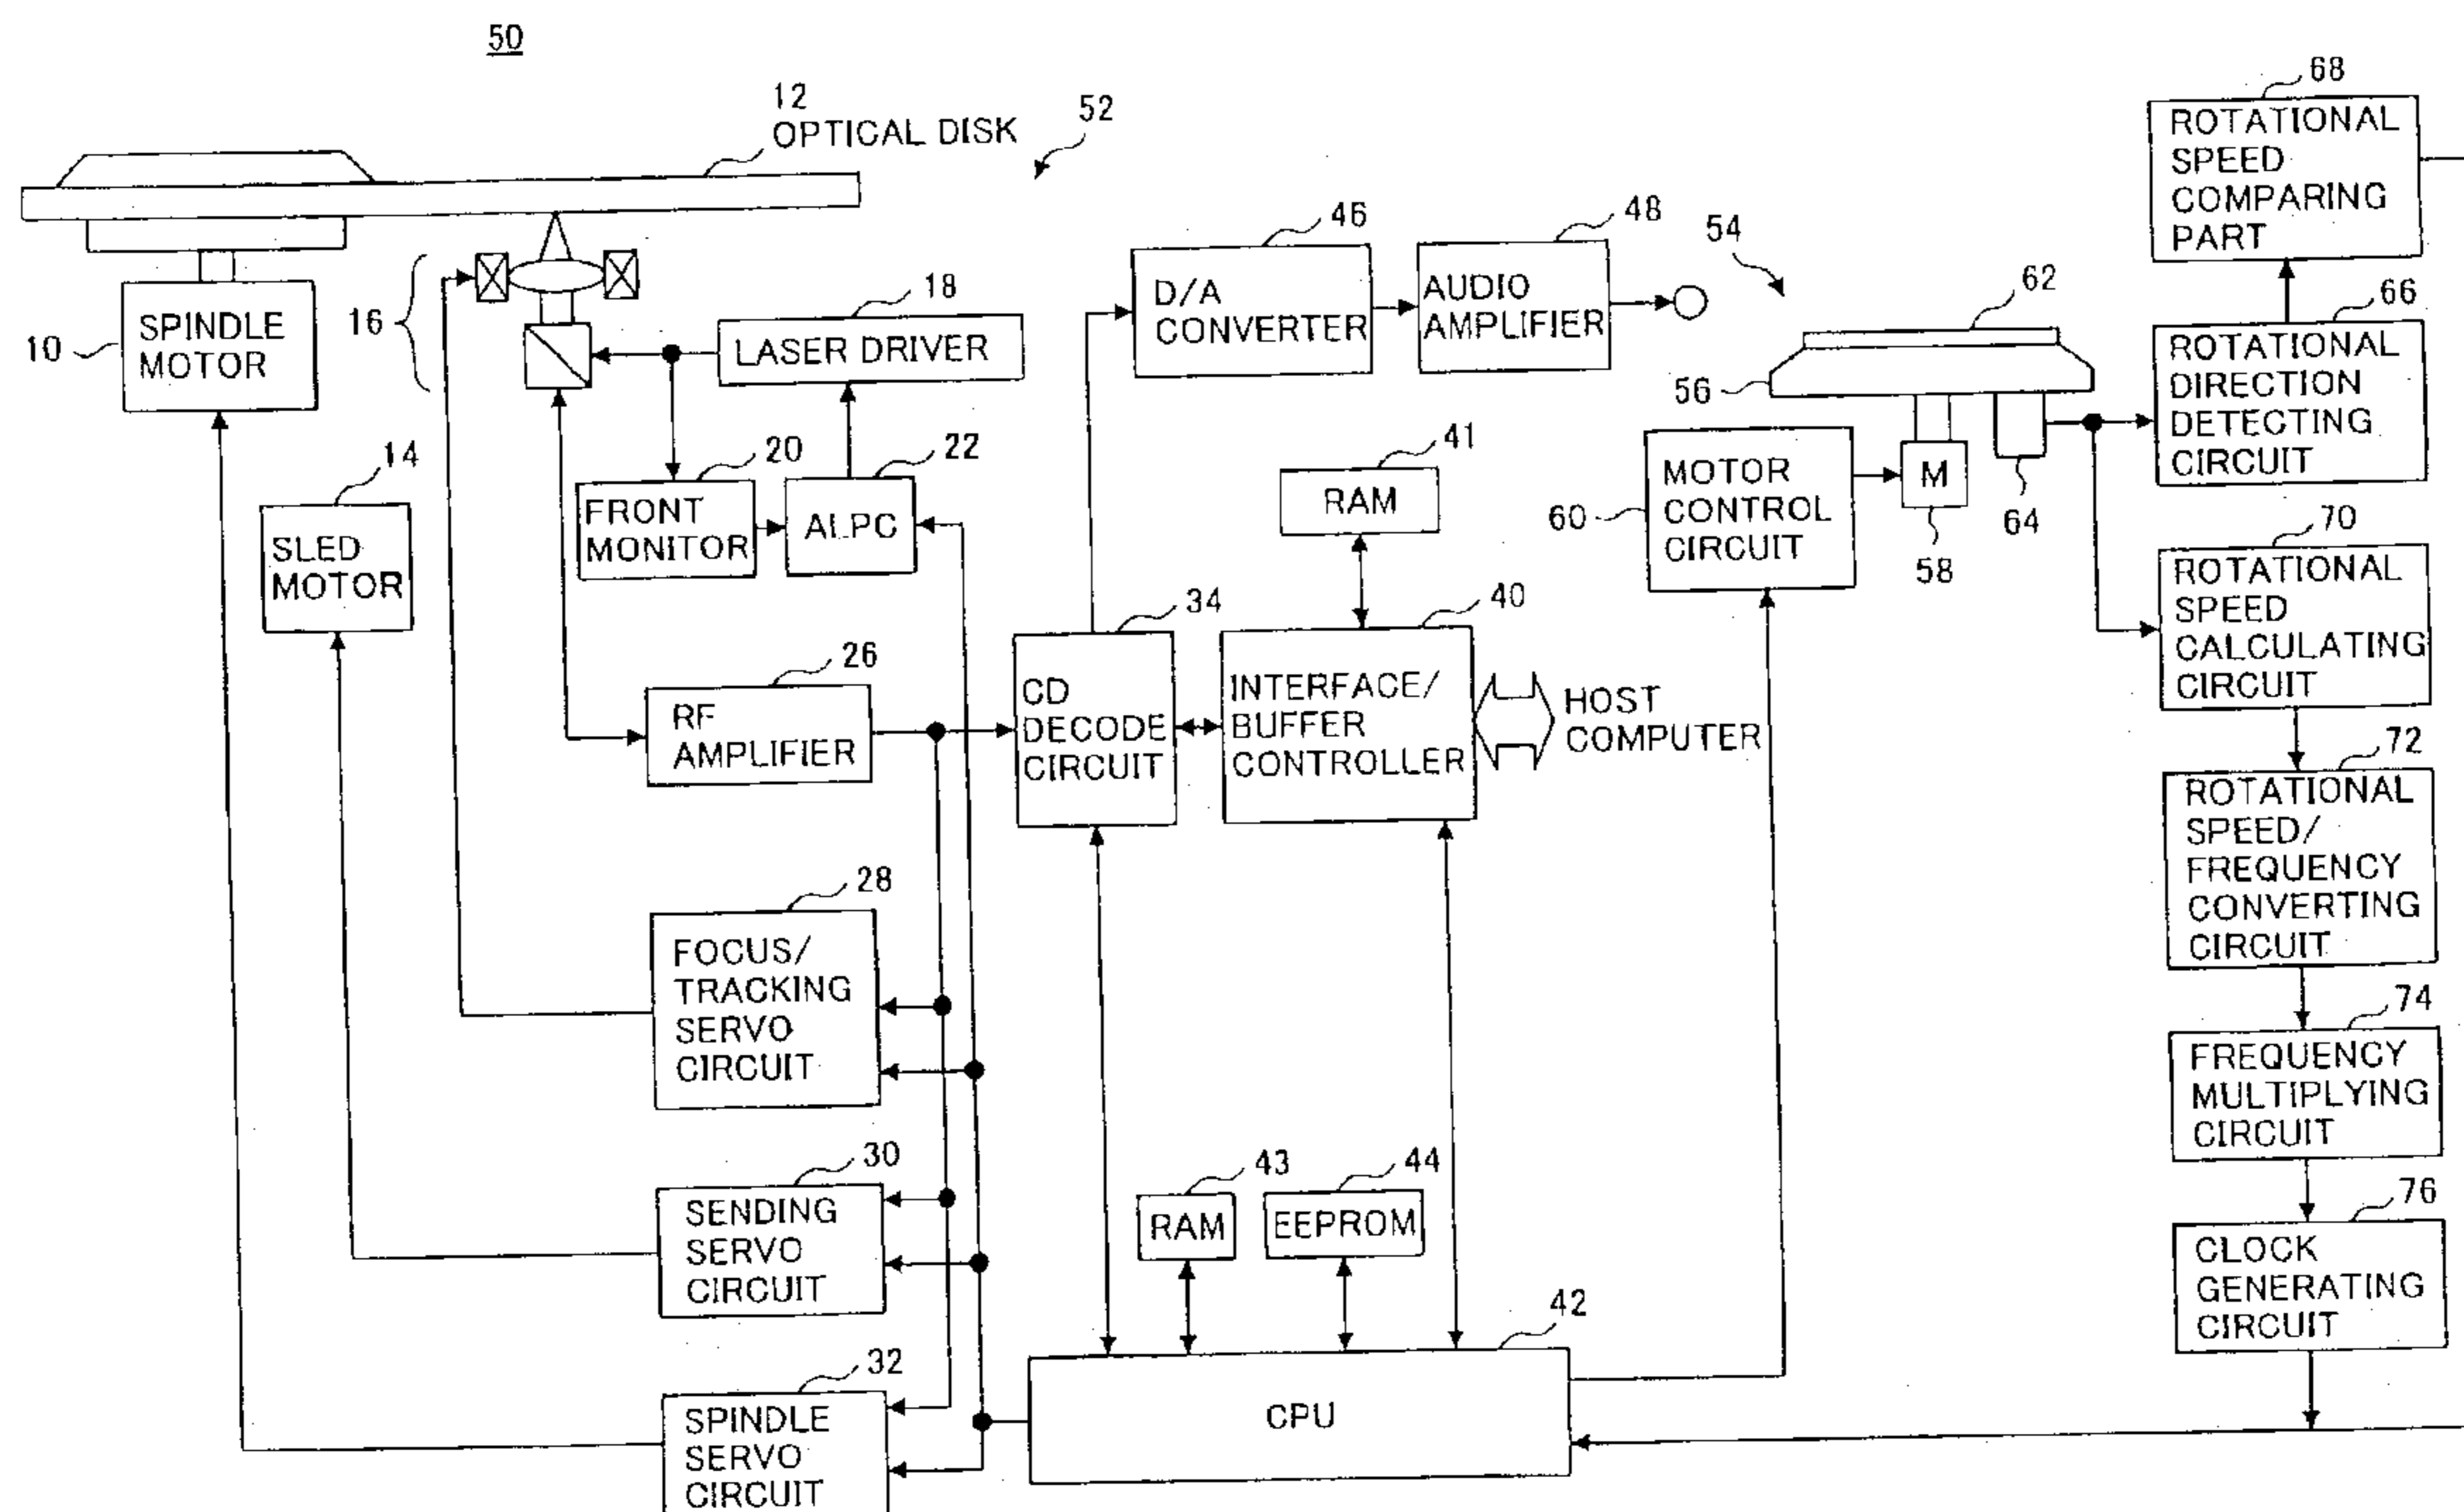 50
12
OPTICAL DISK
52
68
ROTATIONAL
SPEED
COMPARING
PART
46
D/A
CONVERTER
48
AUDIO
AMPLIFIER
54
62
56
66
ROTATIONAL
DIRECTION
DETECTING
CIRCUIT
10
SPINDLE
MOTOR
16
18
LASER DRIVER
14
SLED
MOTOR
20
FRONT
MONITOR
22
ALPC
41
RAM
60
MOTOR
CONTROL
CIRCUIT
M
58
64
70
ROTATIONAL
SPEED
CALCULATING
CIRCUIT
26
RF
AMPLIFIER
34
CD
DECODE
CIRCUIT
40
INTERFACE/
BUFFER
CONTROLLER
HOST
COMPUTER
72
ROTATIONAL
SPEED/
FREQUENCY
CONVERTING
CIRCUIT
28
FOCUS/
TRACKING
SERVO
CIRCUIT
74
FREQUENCY
MULTIPLYING
CIRCUIT
30
SENDING
SERVO
CIRCUIT
43
RAM
44
EEPROM
76
CLOCK
GENERATING
CIRCUIT
32
SPINDLE
SERVO
CIRCUIT
42
CPU